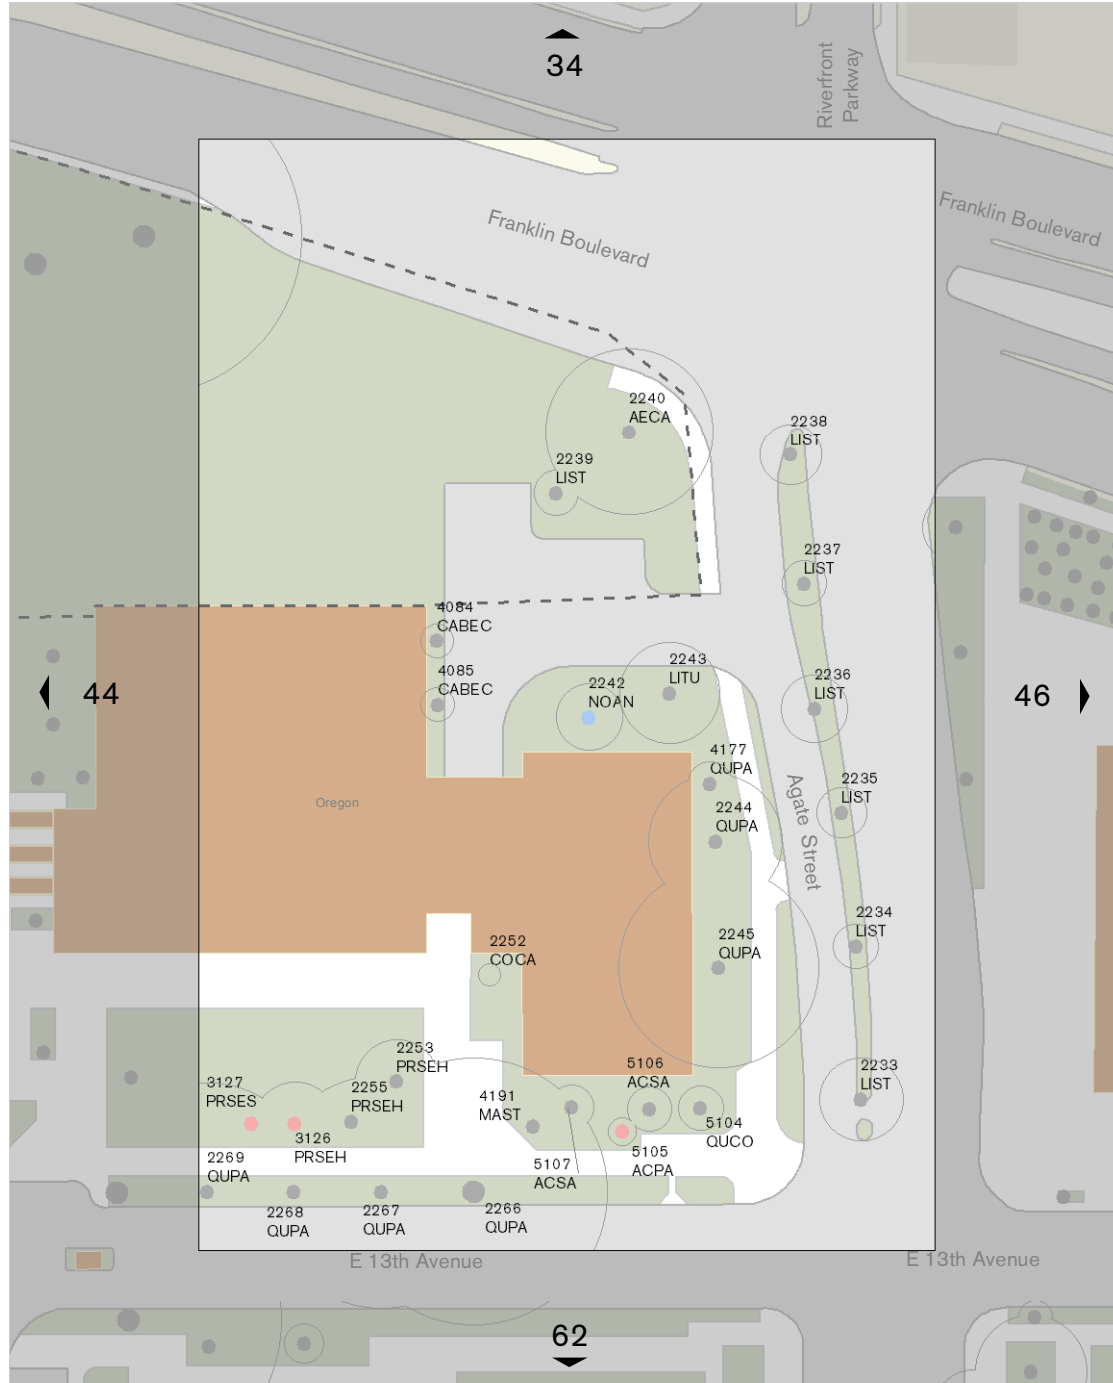 34
Riverfront
Parkway
Franklin Boulevard
Franklin Boulevard
2240
AECA
2238
LIST
2239
LIST
2237
LIST
4084
CABEC
2243
LITU
4085
CABEC
2242
NOAN
2236
LIST
44
46
4177
QUPA
2235
LIST
Oregon
Agate Street
2244
QUPA
2234
LIST
2245
QUPA
2252
COCA
2253
PRSEH
5106
ACSA
2233
LIST
3127
PRSES
2255
PRSEH
4191
MAST
5104
QUCO
3126
PRSEH
2269
QUPA
5107
ACSA
5105
ACPA
2268
QUPA
2267
QUPA
2266
QUPA
E 13th Avenue
E 13th Avenue
62